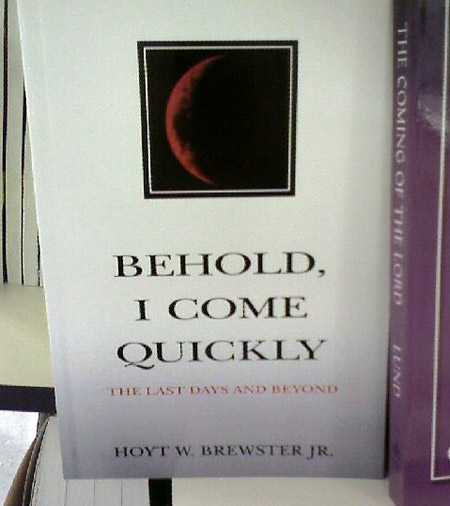 BEHOLD,
I COME
QUICKLY
THE LAST DAYS AND BEYOND
HOYT W. BREWSTER JR.
THE COMING OF THE LORD LUND